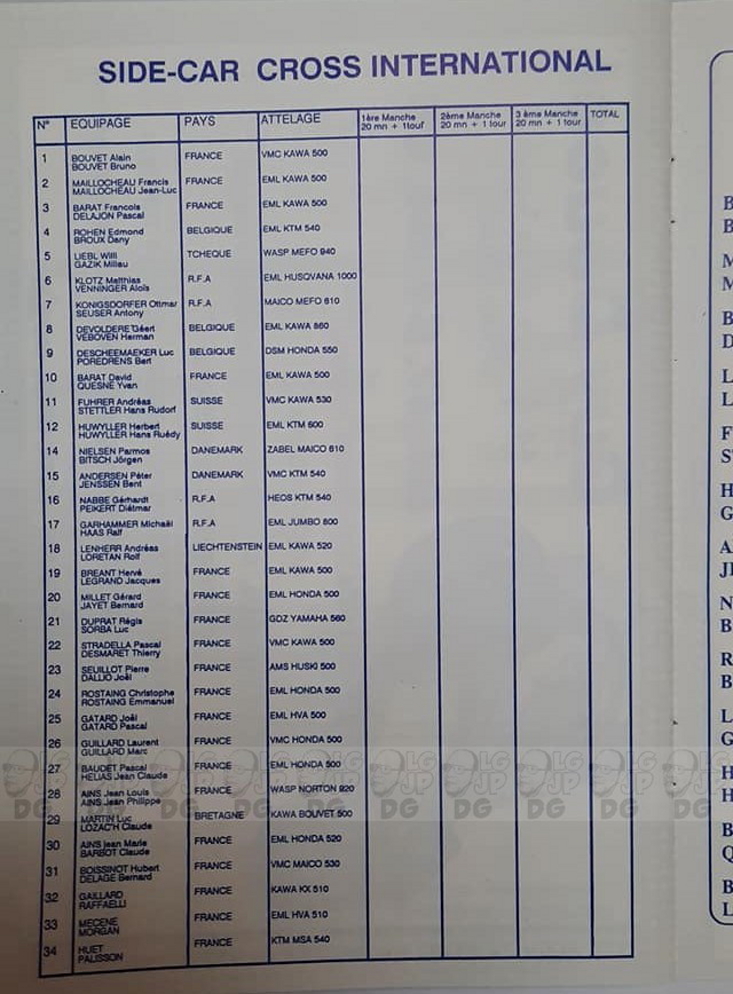 SIDE-CAR CROSS INTERNATIONAL
N° EQUIPAGE PAYS ATTELAGE 1ère Manche 2ème Manche 3 ème Manche TOTAL
20 mn + 1 tour 20 mn + 1 tour 20 mn + 1 tour
1 BOUVET Alain FRANCE VMC KAWA 500
BOUVET Bruno
2 MAILLOCHEAU Francis FRANCE EML KAWA 500
MAILLOCHEAU Jean-Luc
3 BARAT Francois FRANCE EML KAWA 500
DELAJON Pascal
4 ROHEN Edmond BELGIQUE EML KTM 540
BROUX Dany
5 LIEBL Willi TCHEQUE WASP MEFO 940
GAZIK Milau
6 KLOTZ Matthias R.F.A EML HUSQVANA 1000
VENNINGER Alois
7 KONIGSDORFER Ottmar R.F.A MAICO MEFO 610
SEUSER Antony
8 DEVOLDERE Géert BELGIQUE EML KAWA 860
VEBOVEN Herman
9 DESCHEEMAEKER Luc BELGIQUE DSM HONDA 550
POREDRENS Bert
10 BARAT David FRANCE EML KAWA 500
QUESNE Yvan
11 FUHRER Andréas SUISSE VMC KAWA 530
STETTLER Hans Rudorf
12 HUWYLLER Herbert SUISSE EML KTM 600
HUWYLLER Hans Ruédy
14 NIELSEN Parmos DANEMARK ZABEL MAICO 610
BITSCH Jörgen
15 ANDERSEN Péter DANEMARK VMC KTM 540
JENSSEN Bent
16 NABBE Gérhardt R.F.A HEOS KTM 540
PEIKERT Diétmar
17 GARHAMMER Michaël R.F.A EML JUMBO 800
HAAS Ralf
18 LENHERR Andréas LIECHTENSTEIN EML KAWA 520
LORETAN Rolf
19 BREANT Hervé FRANCE EML KAWA 500
LEGRAND Jacques
20 MILLET Gérard FRANCE EML HONDA 500
JAYET Bernard
21 DUPRAT Régis FRANCE GDZ YAMAHA 560
SORBA Luc
22 STRADELLA Pascal FRANCE VMC KAWA 500
DESMARET Thierry
23 SEUILLOT Pierre FRANCE AMS HUSKI 500
DALLIO Joël
24 ROSTAING Christophe FRANCE EML HONDA 500
ROSTAING Emmanuel
25 GATARD Joël FRANCE EML HVA 500
GATARD Pascal
26 GUILLARD Laurent FRANCE VMC HONDA 500
GUILLARD Marc
27 BAUDET Pascal FRANCE EML HONDA 500
HELIAS Jean Claude
28 AINS Jean Louis FRANCE WASP NORTON 920
AINS Jean Philippe
29 MARTIN Luc BRETAGNE KAWA BOUVET 500
LOZAC'H Claude
30 AINS Jean Marie FRANCE EML HONDA 520
BARBOT Claude
31 BOISSINOT Hubert FRANCE VMC MAICO 530
DELAGE Bernard
32 GAILLARD FRANCE KAWA KX 510
RAFFAELLI
33 MECENE FRANCE EML HVA 510
MORGAN
34 HUET FRANCE KTM MSA 540
PALISSON
LG JP DG